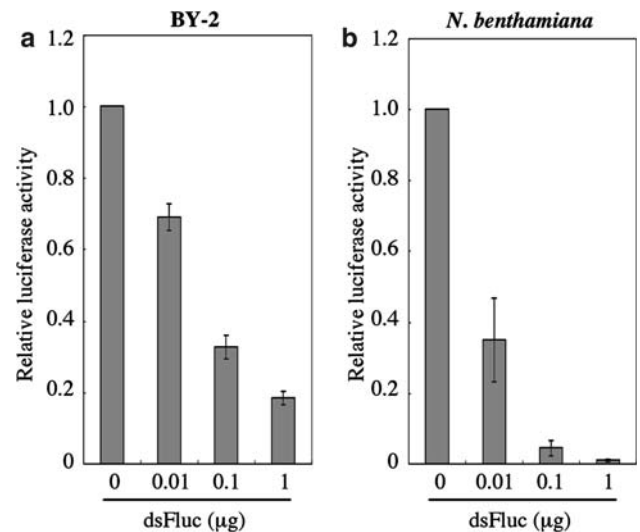 a
BY-2
1.2
1.0
0.8
0.6
0.4
0.2
0
Relative luciferase activity
0 0.01 0.1 1
dsFluc (µg)
b
N. benthamiana
1.2
1.0
0.8
0.6
0.4
0.2
0
Relative luciferase activity
0 0.01 0.1 1
dsFluc (µg)